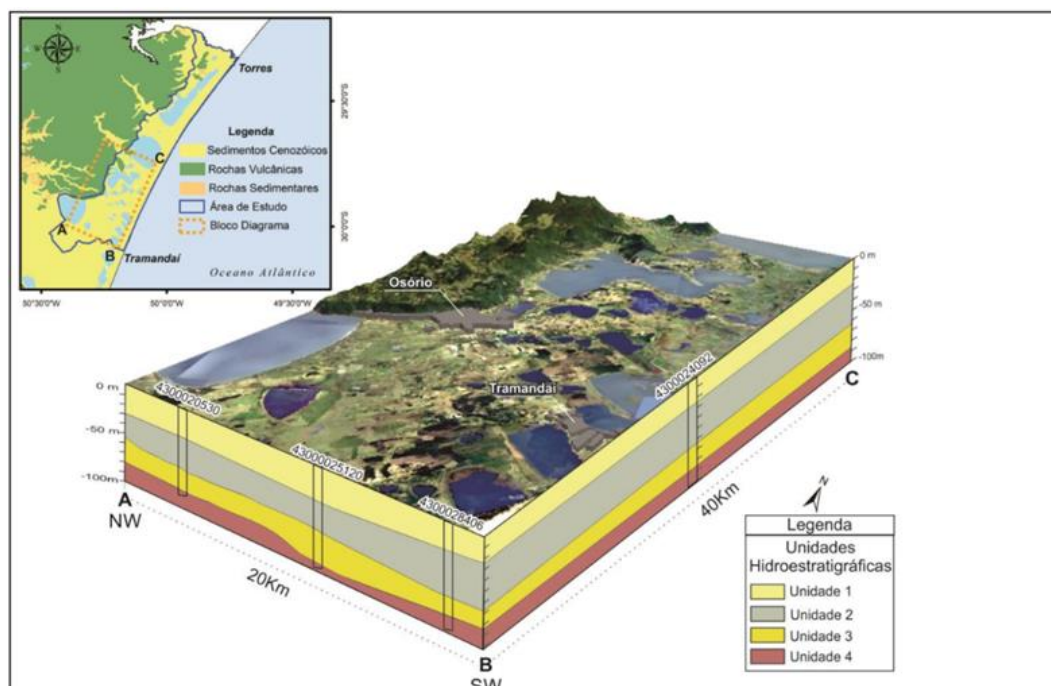 N
W
E
S
Torres
29°30'0"S
Legenda
Sedimentos Cenozóicos
Rochas Vulcânicas
Rochas Sedimentares
Área de Estudo
Bloco Diagrama
C
A
B
Tramandaí
Oceano Atlântico
30°0'0"S
50°30'0"W
50°0'0"W
49°30'0"W
Osório
Tramandaí
0 m
-50 m
-100m
C
0 m
-50 m
-100m
4300020530
43000025120
4300028406
4300024092
A
NW
20Km
B
SW
40Km
N
Legenda
Unidades
Hidroestratigráficas
Unidade 1
Unidade 2
Unidade 3
Unidade 4